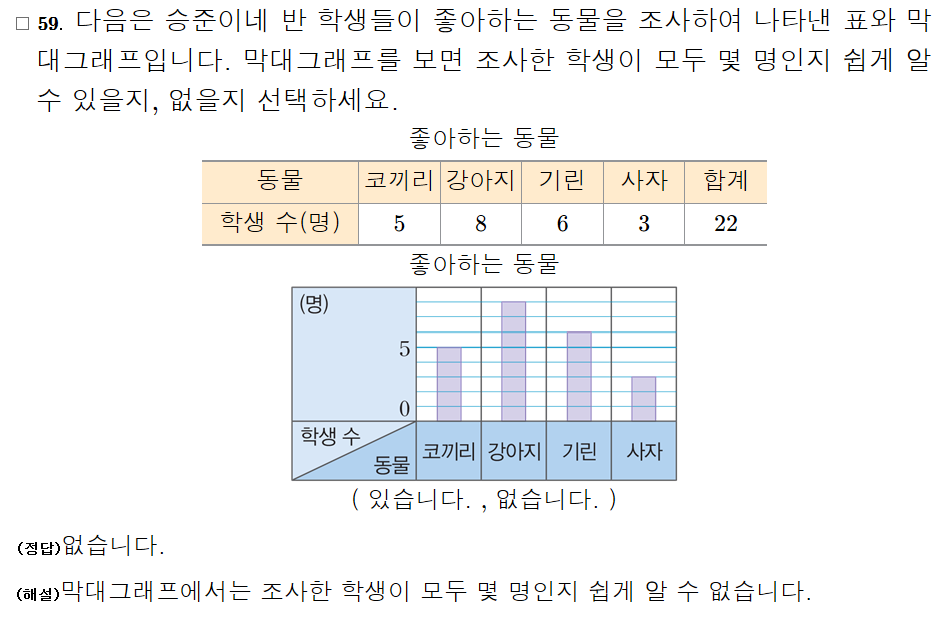 □ 59. 다음은 승준이네 반 학생들이 좋아하는 동물을 조사하여 나타낸 표와 막
대그래프입니다. 막대그래프를 보면 조사한 학생이 모두 몇 명인지 쉽게 알
수 있을지, 없을지 선택하세요.
좋아하는 동물
동물 코끼리 강아지 기린 사자 합계
학생 수(명) 5 8 6 3 22
좋아하는 동물
(명)
5
0
학생 수
동물 코끼리 강아지 기린 사자
( 있습니다. , 없습니다. )
(정답)없습니다.
(해설)막대그래프에서는 조사한 학생이 모두 몇 명인지 쉽게 알 수 없습니다.